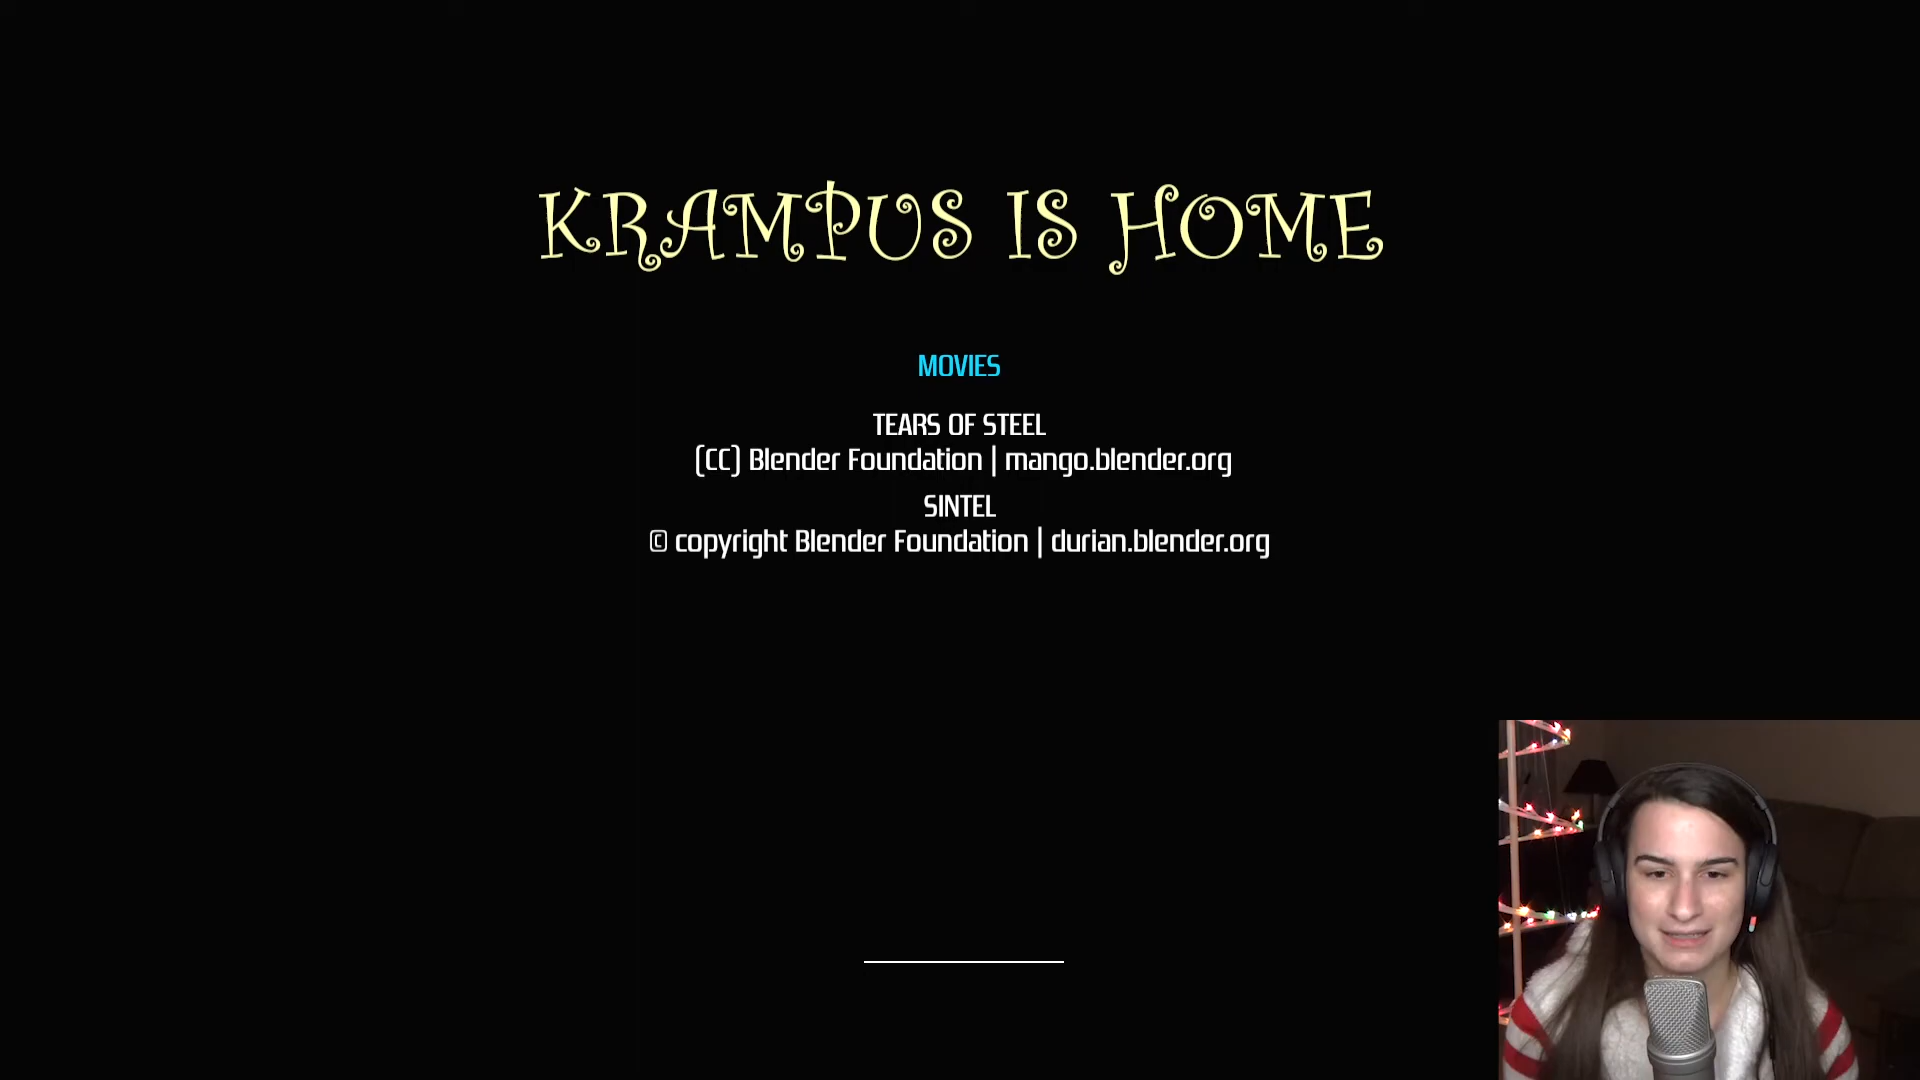 KRAMPUS IS HOME
MOVIES
TEARS OF STEEL
(CC) Blender Foundation | mango.blender.org
SINTEL
© copyright Blender Foundation | durian.blender.org